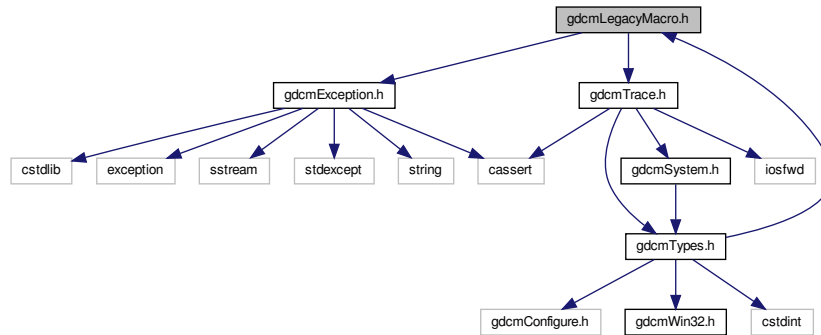 gdcmLegacyMacro.h
gdcmException.h
gdcmTrace.h
cstdlib
exception
sstream
stdexcept
string
cassert
gdcmSystem.h
iosfwd
gdcmTypes.h
gdcmConfigure.h
gdcmWin32.h
cstdint